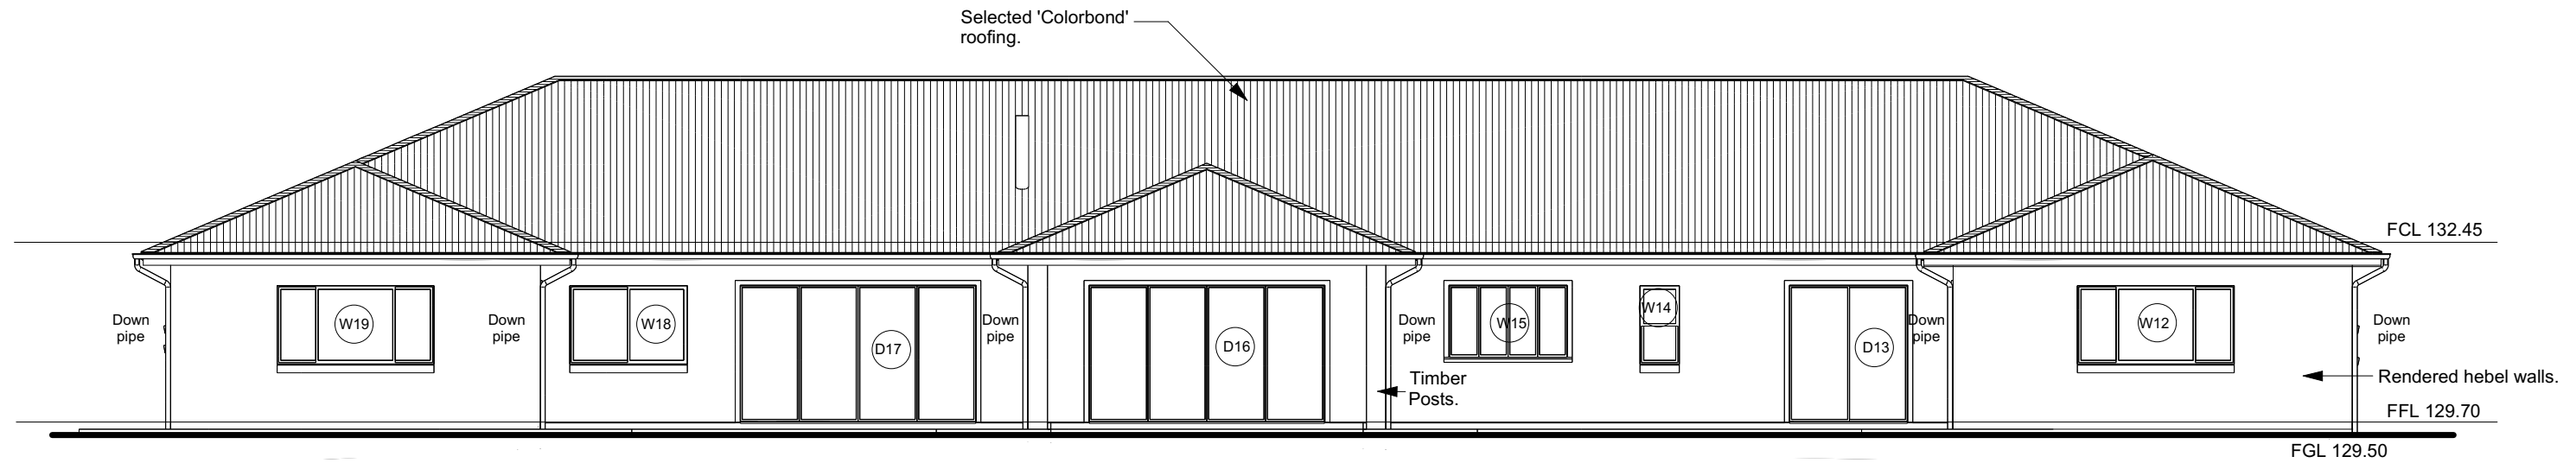 Selected 'Colorbond'
roofing.
FCL 132.45
Down
pipe
W19
Down
pipe
W18
D17
Down
pipe
D16
Down
pipe
W15
W14
D13
Down
pipe
W12
Down
pipe
Timber
Posts.
Rendered hebel walls.
FFL 129.70
FGL 129.50